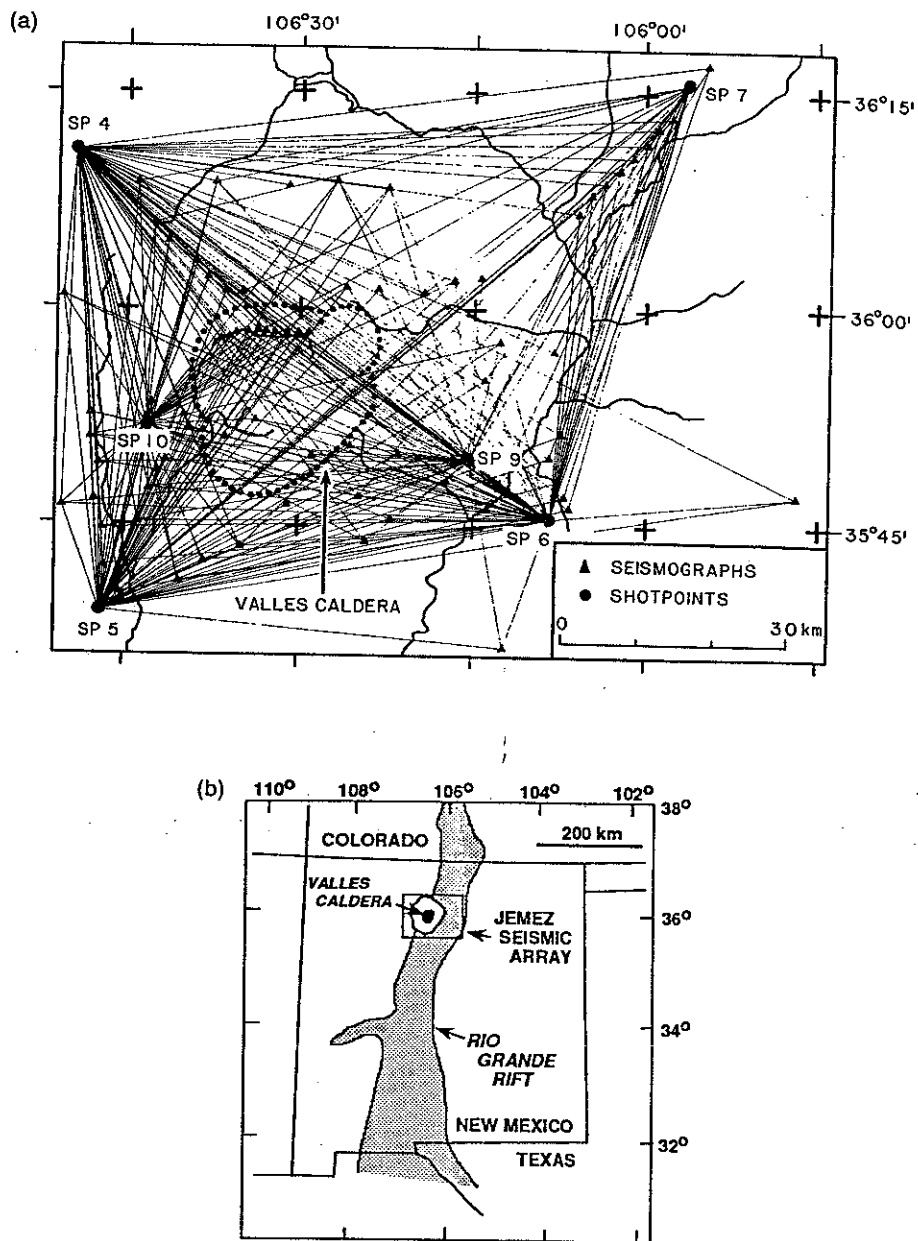 (a)
106°30'
106°00'
SP 7
36°15'
SP 4
36°00'
SP 10
SP 9
SP 6
35°45'
VALLES CALDERA
SP 5
SEISMOGRAPHS
SHOTPOINTS
0 30 km
(b)
110° 108° 106° 104° 102°
38°
COLORADO
200 km
VALLES
CALDERA
36°
JEMEZ
SEISMIC
ARRAY
34°
RIO
GRANDE
RIFT
NEW MEXICO
32°
TEXAS